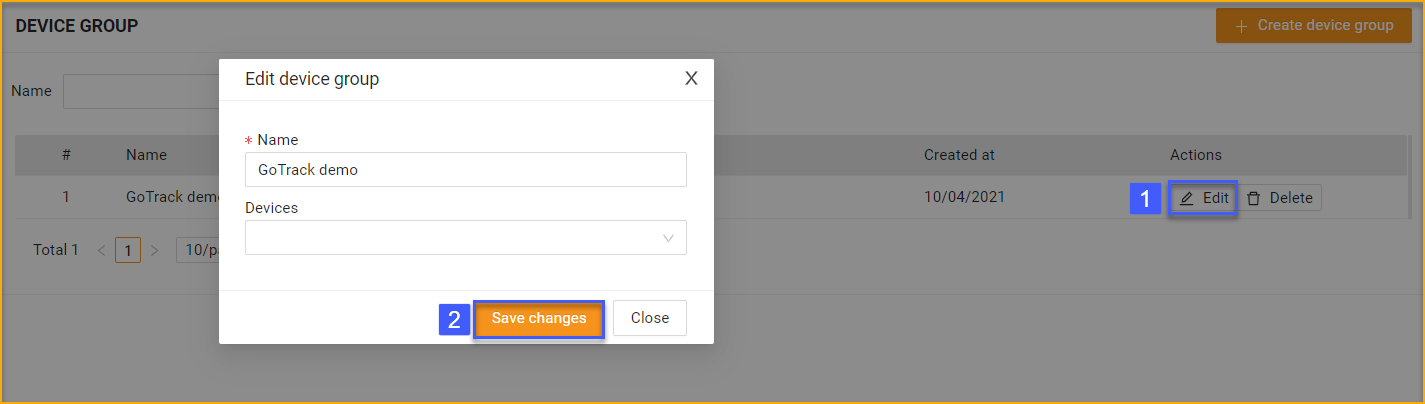 DEVICE GROUP
+ Create device group
Edit device group
X
Name
* Name
GoTrack demo
Devices
# Name Created at Actions
1 GoTrack dem 10/04/2021 1 Edit Delete
Total 1 < 1 > 10/pa
2 Save changes Close